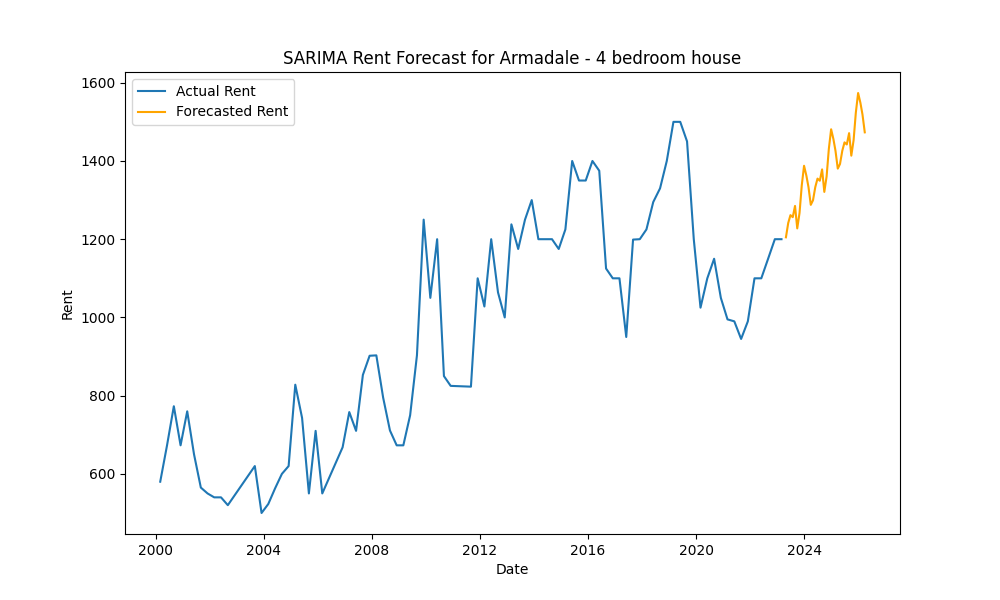 SARIMA Rent Forecast for Armadale - 4 bedroom house
Actual Rent
Forecasted Rent
Rent
1600
1400
1200
1000
800
600
2000
2004
2008
2012
2016
2020
2024
Date